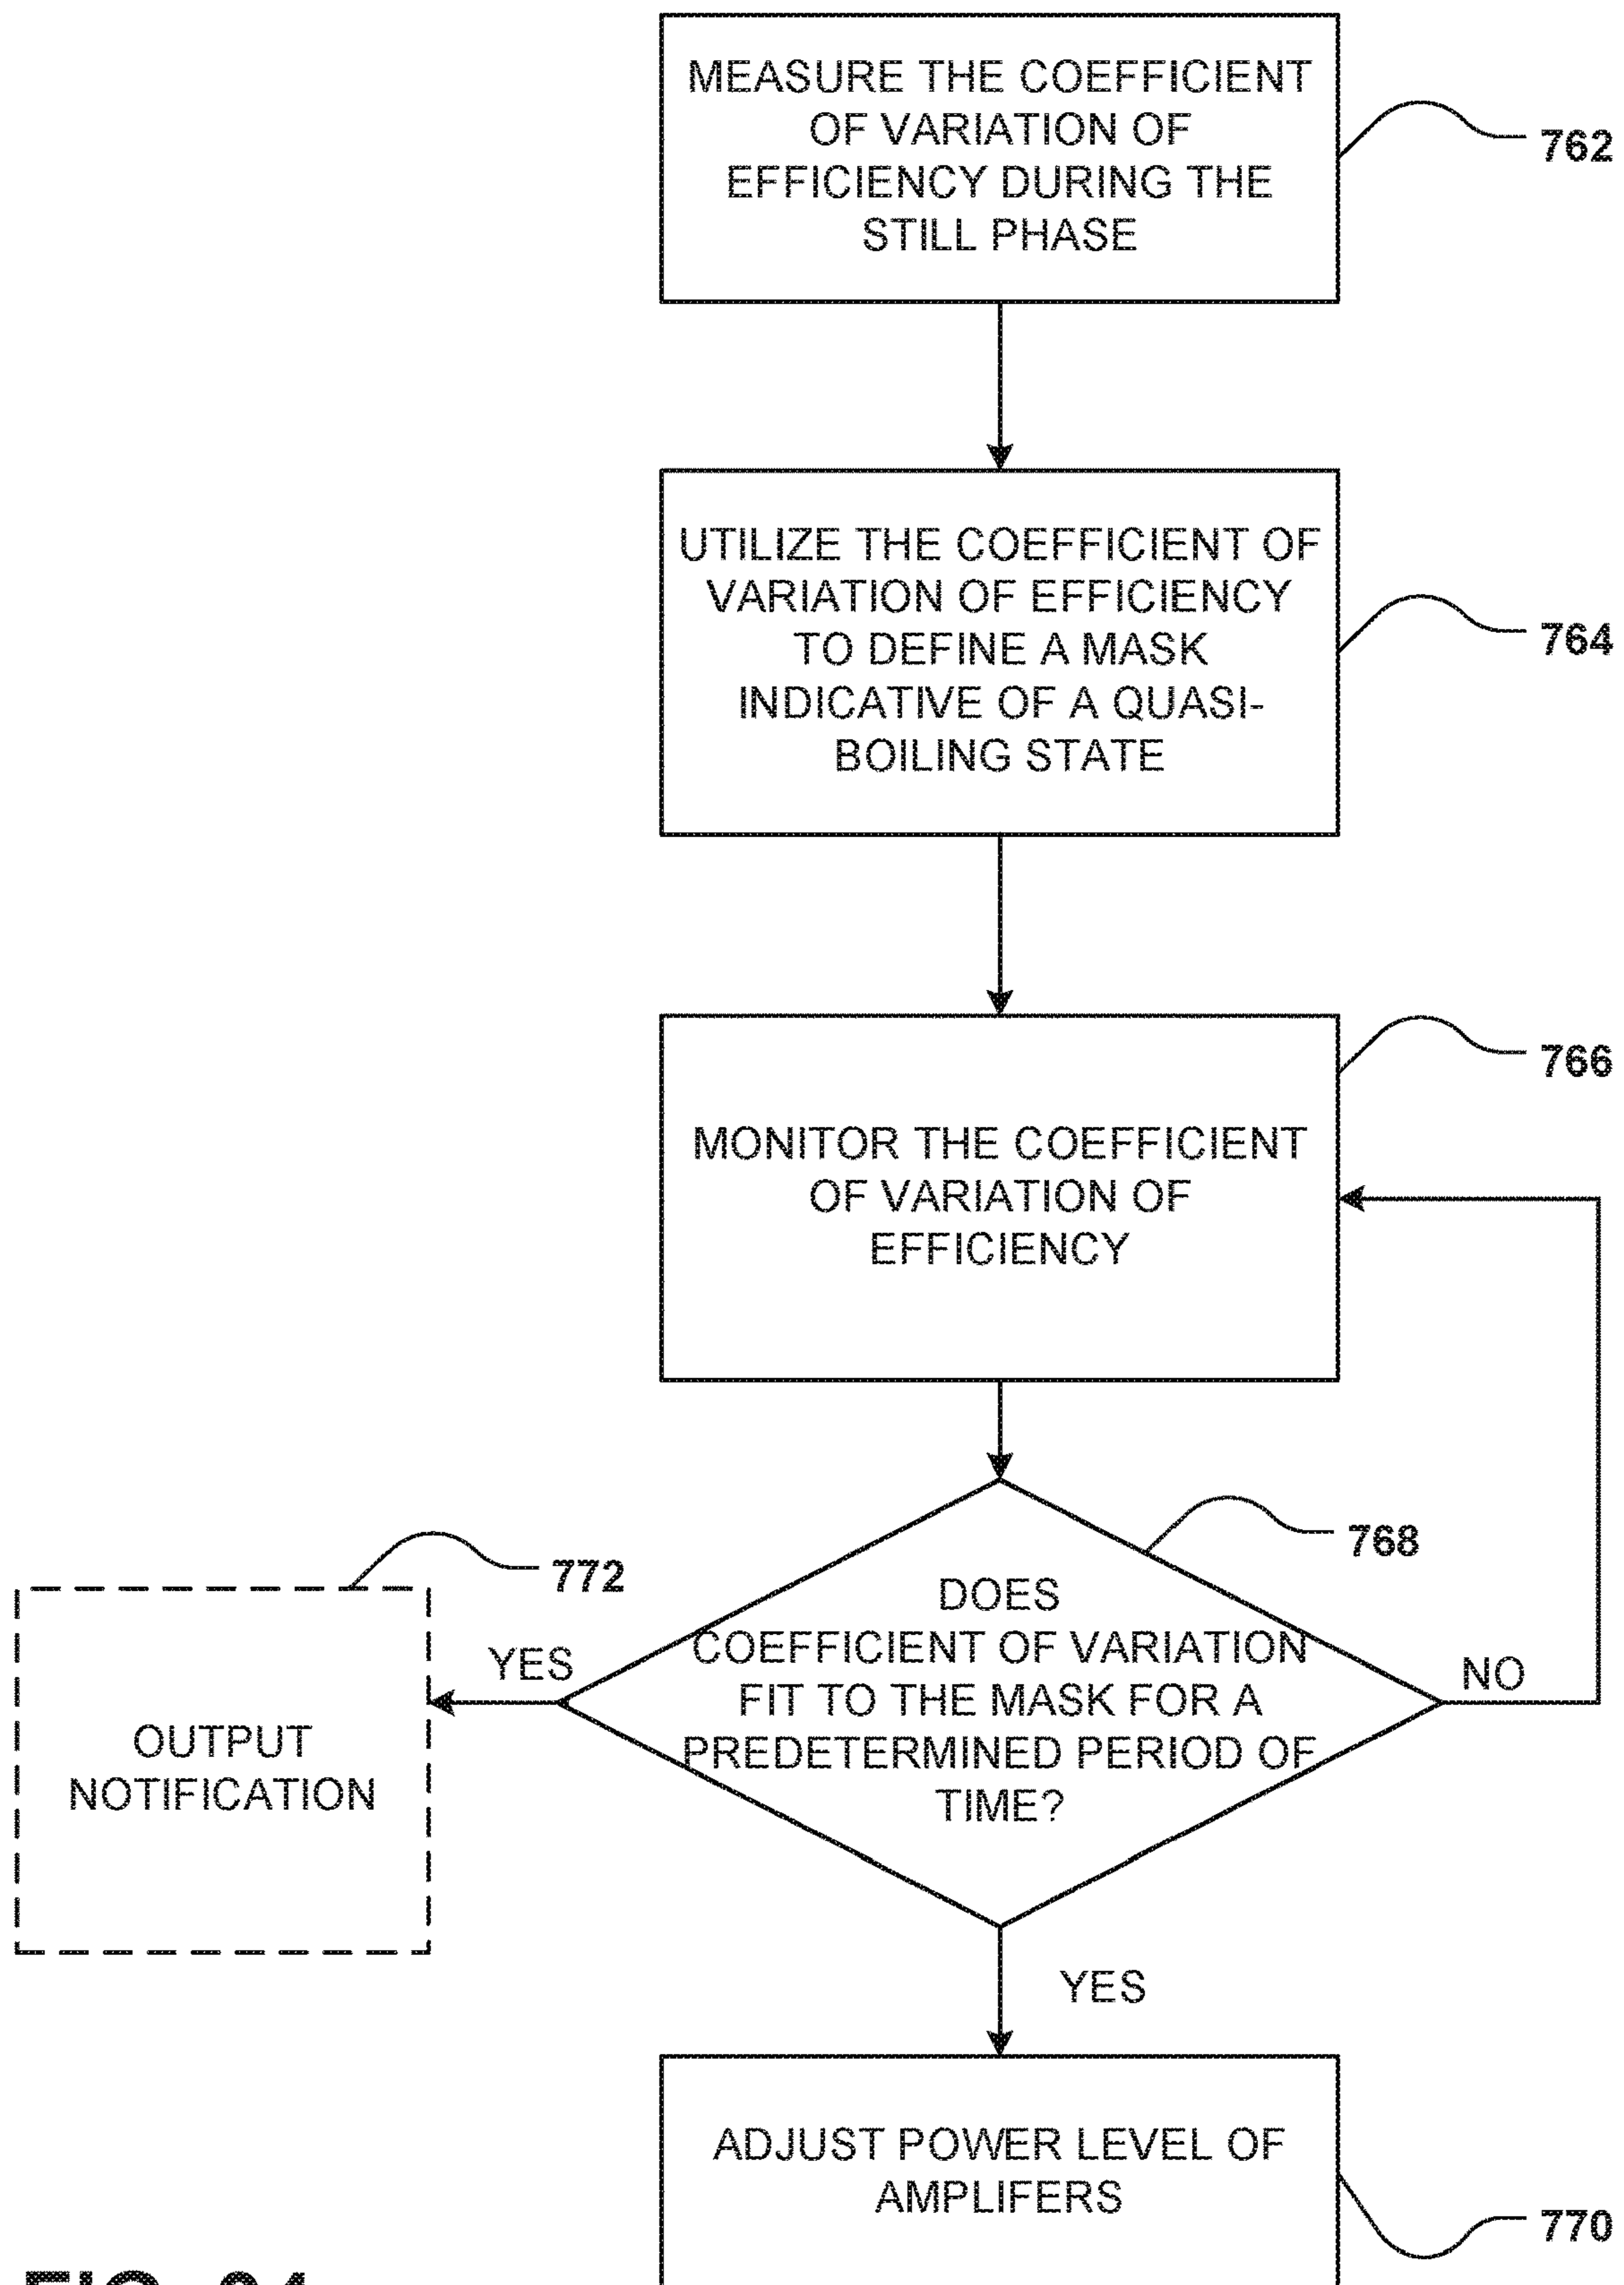 MEASURE THE COEFFICIENT
OF VARIATION OF
EFFICIENCY DURING THE
STILL PHASE
762
UTILIZE THE COEFFICIENT OF
VARIATION OF EFFICIENCY
TO DEFINE A MASK
INDICATIVE OF A QUASI-
BOILING STATE
764
766
MONITOR THE COEFFICIENT
OF VARIATION OF
EFFICIENCY
768
772
DOES
COEFFICIENT OF VARIATION
FIT TO THE MASK FOR A
PREDETERMINED PERIOD OF
TIME?
YES
NO
OUTPUT
NOTIFICATION
YES
ADJUST POWER LEVEL OF
AMPLIFERS
770